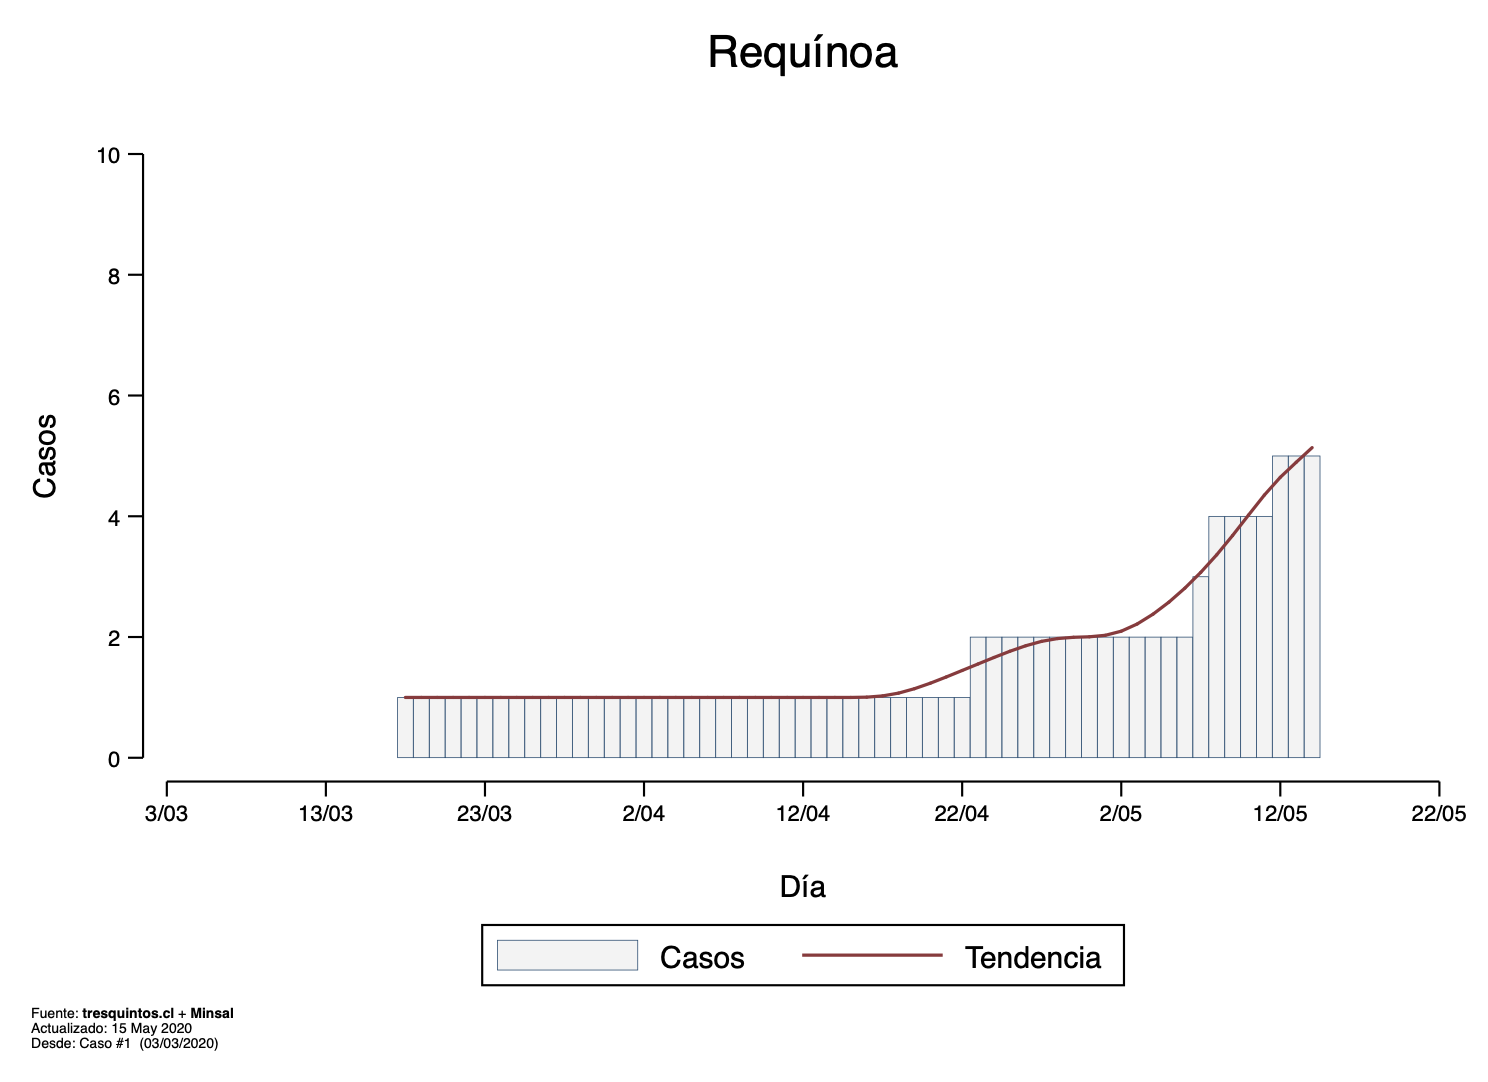 Requínoa
10
8
6
4
2
0
Casos
3/03 13/03 23/03 2/04 12/04 22/04 2/05 12/05 22/05
Día
Casos Tendencia
Fuente: tresquintos.cl + Minsal
Actualizado: 15 May 2020
Desde: Caso #1 (03/03/2020)